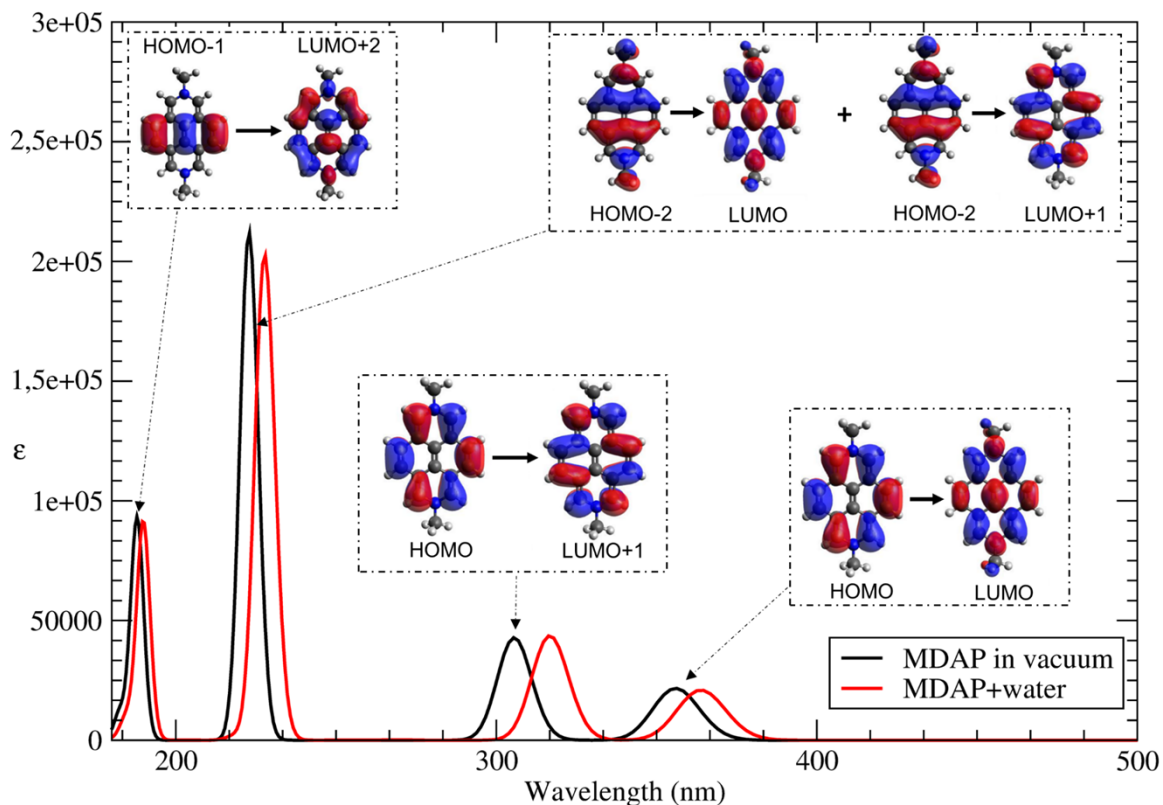 3e+05
2,5e+05
2e+05
1,5e+05
1e+05
50000
0
ε
HOMO-1 LUMO+2
+
HOMO-2 LUMO HOMO-2 LUMO+1
HOMO LUMO+1
HOMO LUMO
MDAP in vacuum
MDAP+water
200 300 400 500
Wavelength (nm)